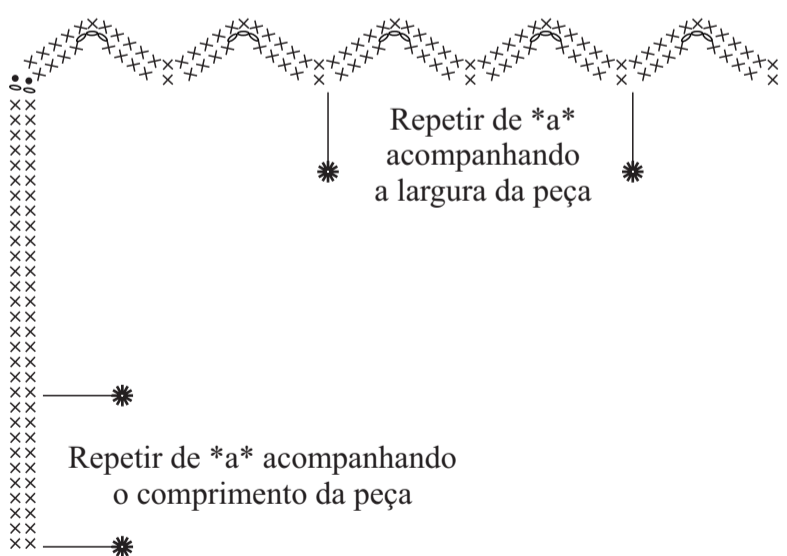 Repetir de *a*
acompanhando
a largura da peça
Repetir de *a* acompanhando
o comprimento da peça